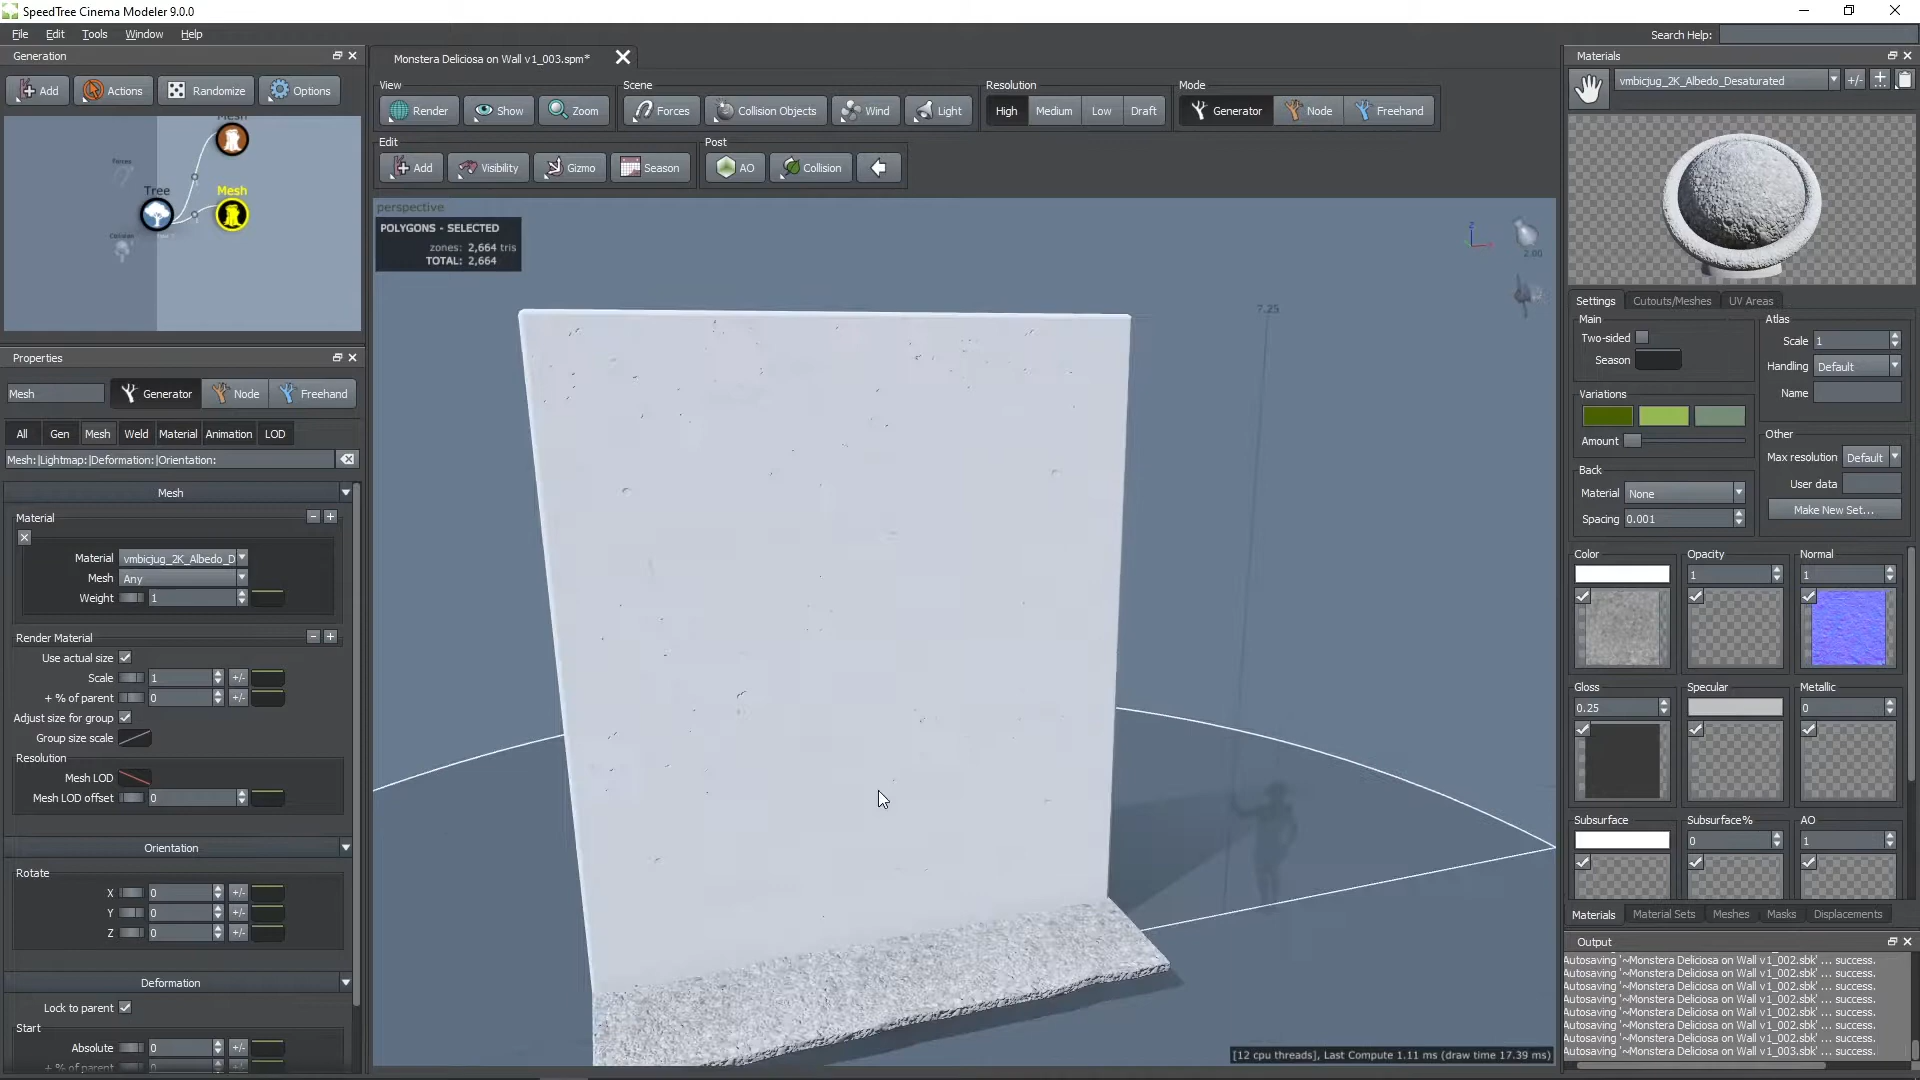 SpeedTree Cinema Modeler 9.0.0
File Edit Tools Window Help
Search Help:
Generation
Add Actions Randomize Options
Mesh
Forces
Tree
Mesh
Collision
Properties
Mesh Generator Node Freehand
All Gen Mesh Weld Material Animation LOD
Mesh: |Lightmap: |Deformation: |Orientation:
Mesh
Material
Material vmbicjug_2K_Albedo_D
Mesh Any
Weight 1
Render Material
Use actual size
Scale 1 +/-
+ % of parent 0 +/-
Adjust size for group
Group size scale
Resolution
Mesh LOD
Mesh LOD offset 0
Orientation
Rotate
X 0 +/-
Y 0 +/-
Z 0 +/-
Deformation
Lock to parent
Start
Absolute 0 +/-
+ % of parent 0 +/-
Monstera Deliciosa on Wall v1_003.spm*
View
Render Show Zoom
Scene
Forces Collision Objects Wind Light
Resolution
High Medium Low Draft
Mode
Generator Node Freehand
Edit
Add Visibility Gizmo Season
Post
AO Collision
perspective
POLYGONS - SELECTED
zones: 2,664 tris
TOTAL: 2,664
Z
2.00
7.25
[12 cpu threads], Last Compute 1.11 ms (draw time 17.39 ms)
Materials
vmbicjug_2K_Albedo_Desaturated +/-
Settings Cutouts/Meshes UV Areas
Main
Two-sided
Season
Variations
Amount
Back
Material None
Spacing 0.001
Atlas
Scale 1
Handling Default
Name
Other
Max resolution Default
User data
Make New Set...
Color Opacity Normal
1 1
Gloss Specular Metallic
0.25 0
Subsurface Subsurface% AO
0 1
Materials Material Sets Meshes Masks Displacements
Output
Autosaving '~Monstera Deliciosa on Wall v1_002.sbk' ... success.
Autosaving '~Monstera Deliciosa on Wall v1_002.sbk' ... success.
Autosaving '~Monstera Deliciosa on Wall v1_002.sbk' ... success.
Autosaving '~Monstera Deliciosa on Wall v1_002.sbk' ... success.
Autosaving '~Monstera Deliciosa on Wall v1_002.sbk' ... success.
Autosaving '~Monstera Deliciosa on Wall v1_002.sbk' ... success.
Autosaving '~Monstera Deliciosa on Wall v1_002.sbk' ... success.
Autosaving '~Monstera Deliciosa on Wall v1_003.sbk' ... success.